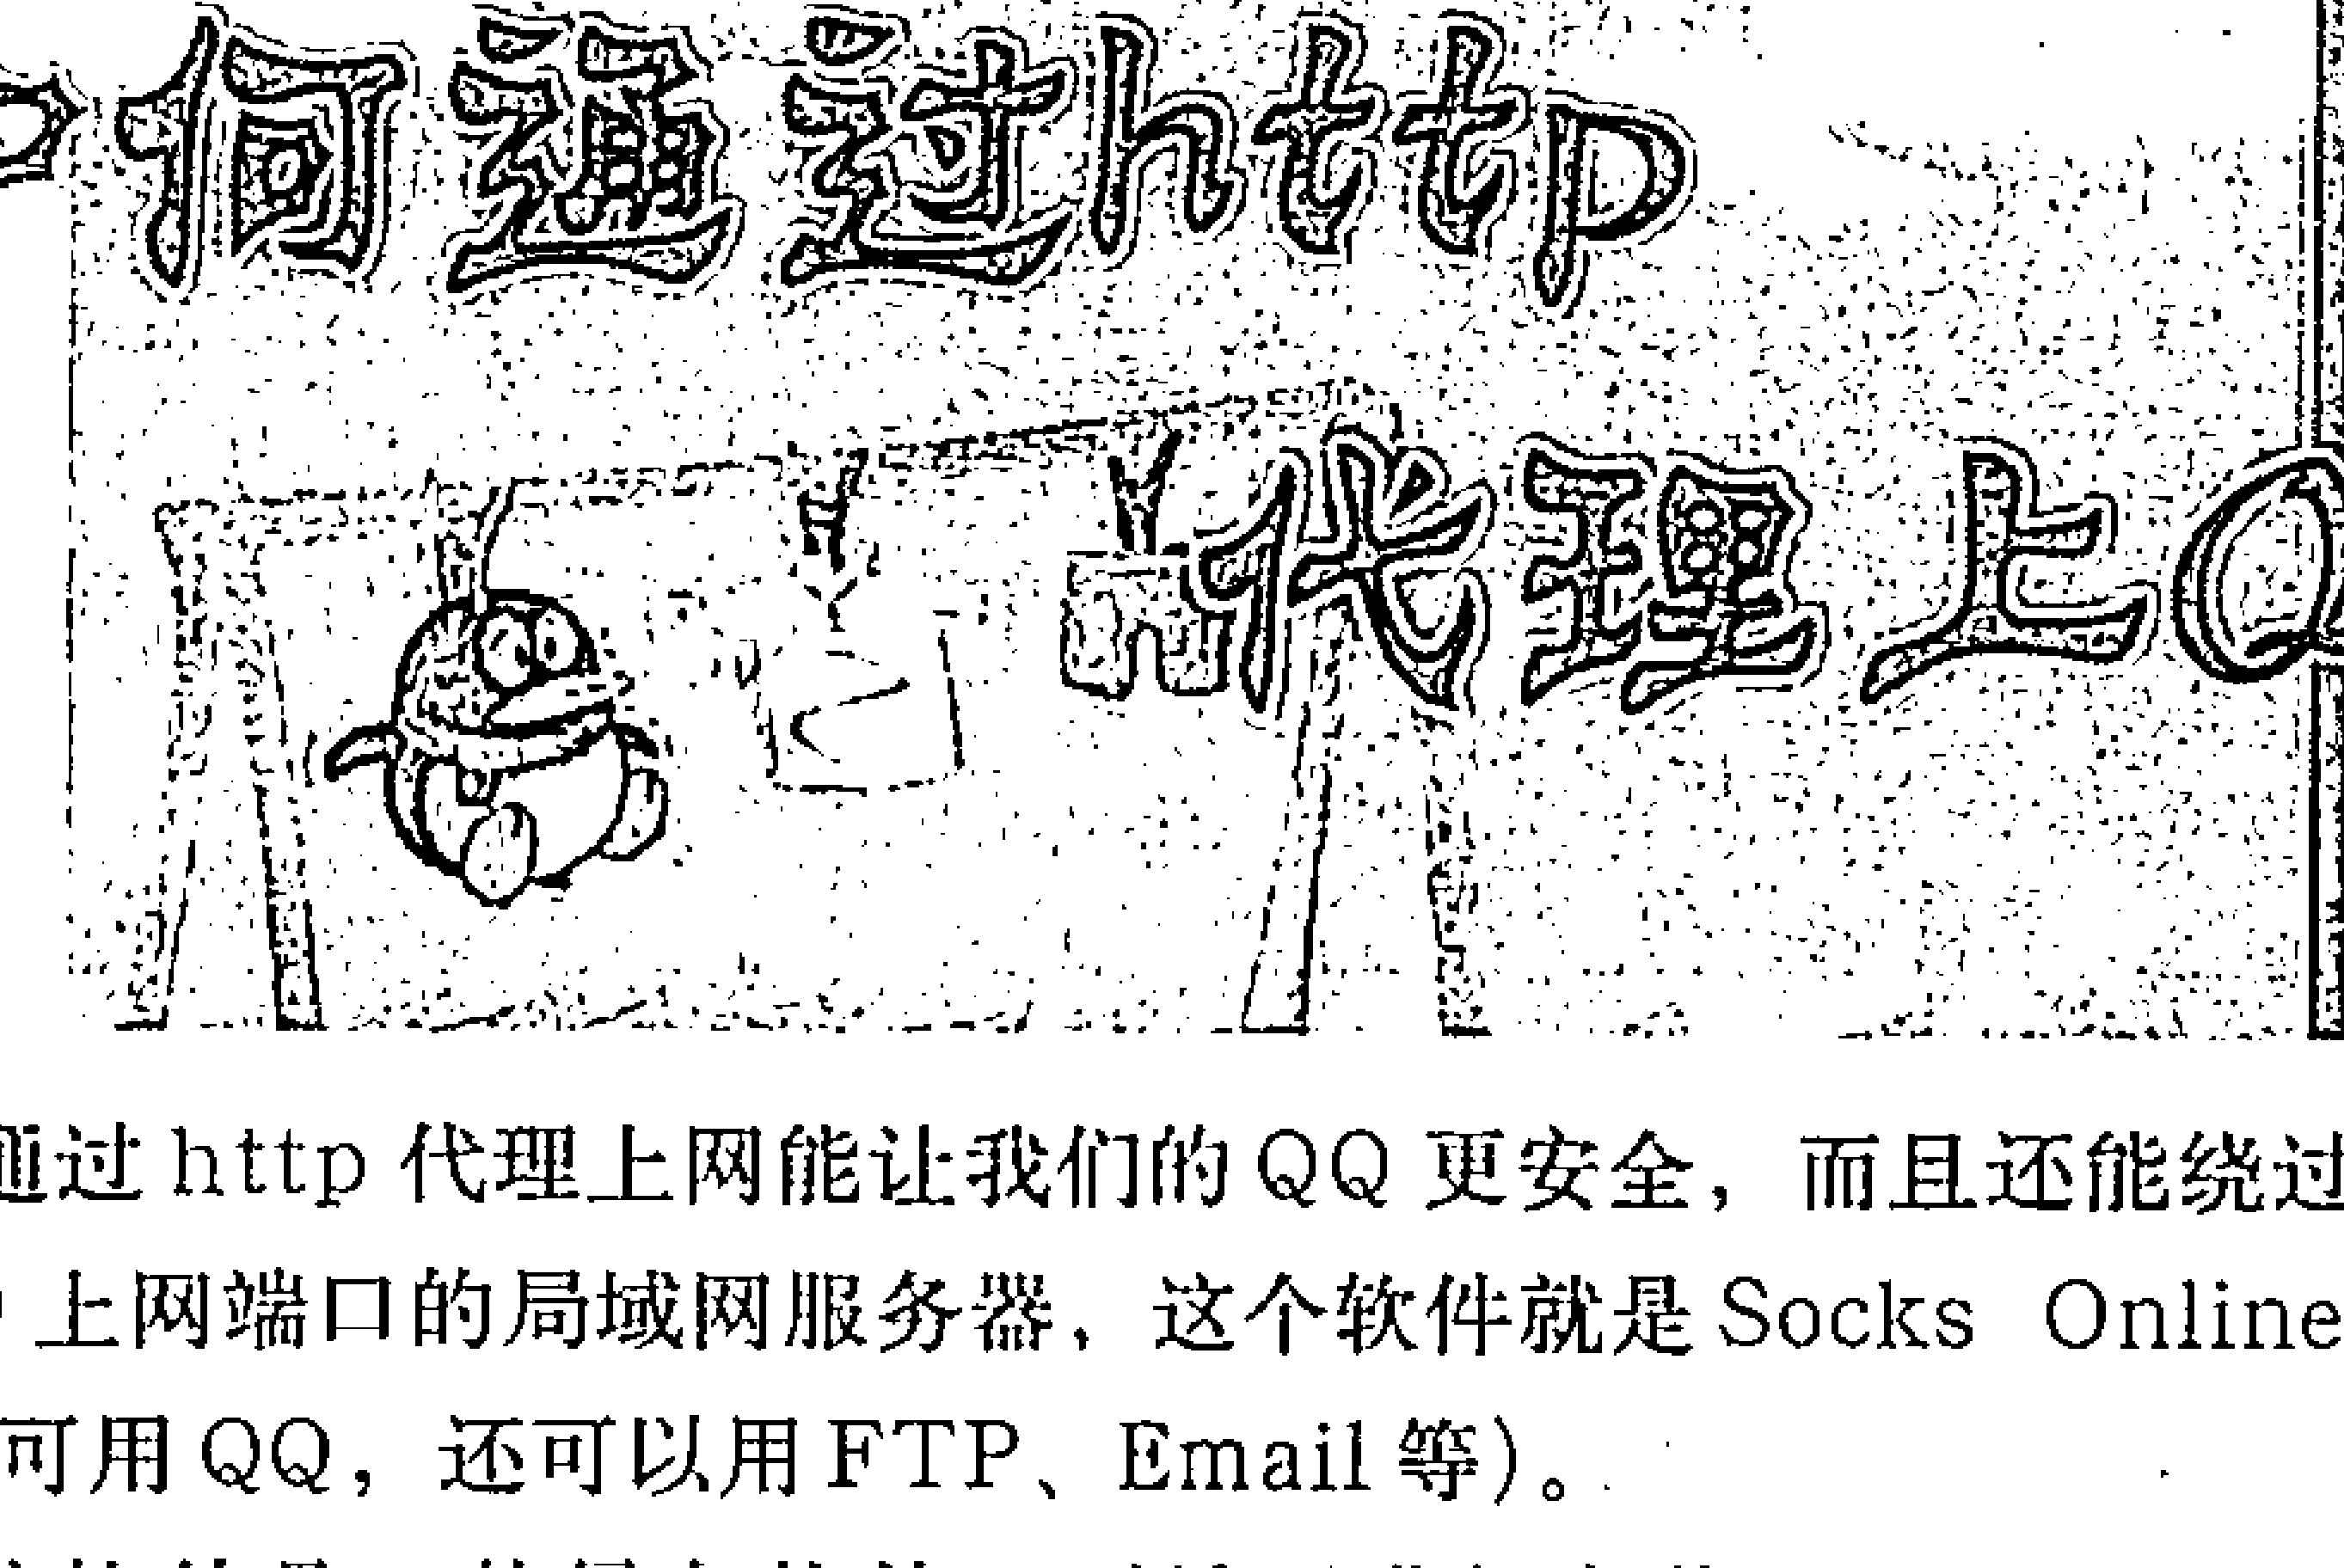 何通过http
代理上Q
通过 http 代理上网能让我们的 QQ 更安全，而且还能绕过
上网端口的局域网服务器，这个软件就是 Socks Online
可用 QQ，还可以用 FTP、Email 等)。